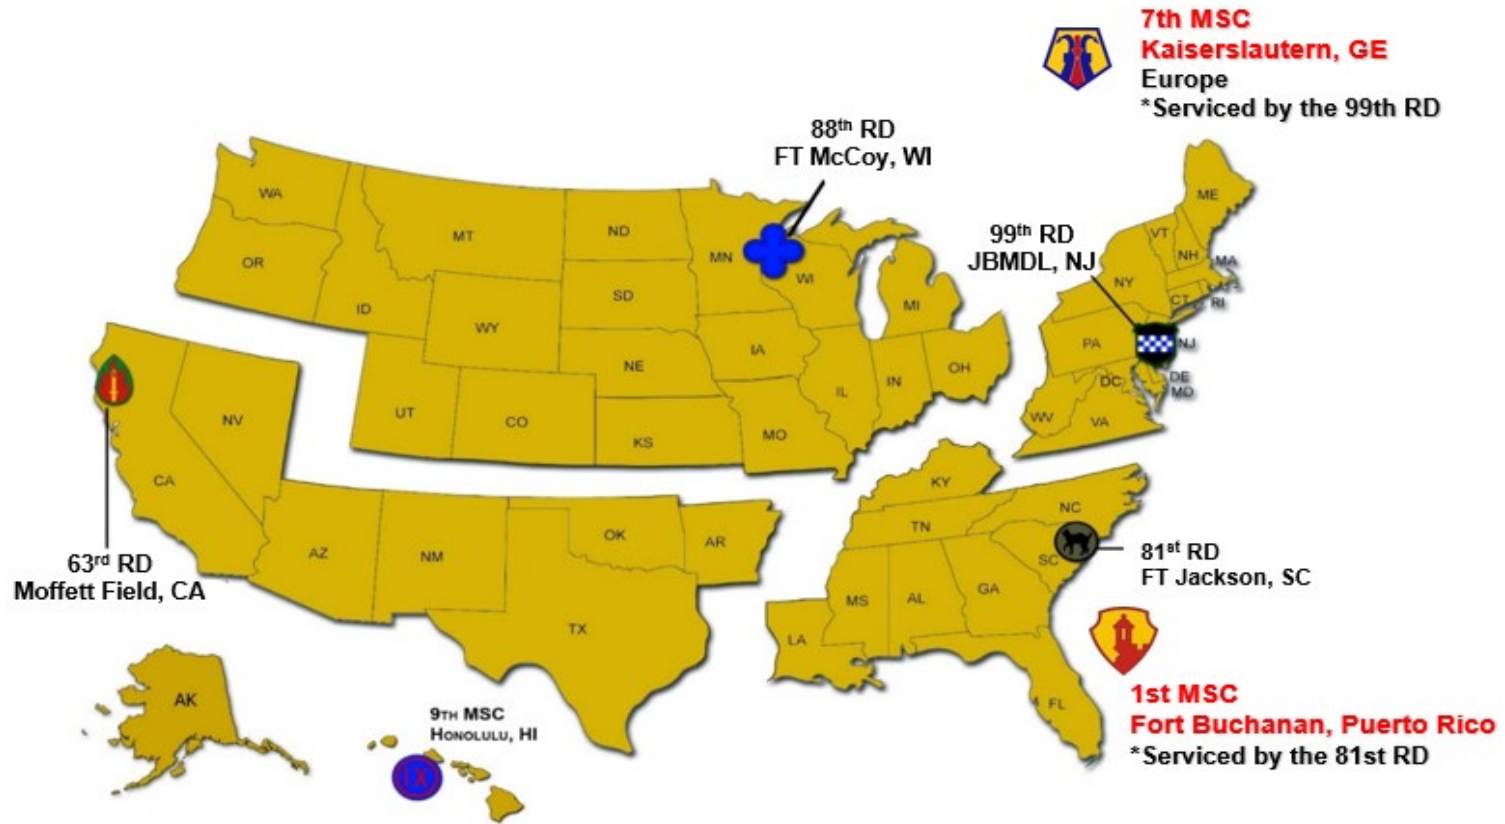 7th MSC
Kaiserslautern, GE
Europe
*Serviced by the 99th RD
88th RD
FT McCoy, WI
99th RD
JBMDL, NJ
WA
OR
ID
MT
WY
ND
SD
NE
KS
UT
CO
MN
IA
MO
WI
IL
IN
MI
OH
ME
VT
NH
MA
NY
CT
RI
PA
NJ
DE
MD
DC
WV
VA
CA
NV
63rd RD
Moffett Field, CA
AZ
NM
OK
AR
TX
KY
TN
NC
SC
MS
AL
GA
LA
FL
81st RD
FT Jackson, SC
1st MSC
Fort Buchanan, Puerto Rico
*Serviced by the 81st RD
AK
9TH MSC
HONOLULU, HI
IX